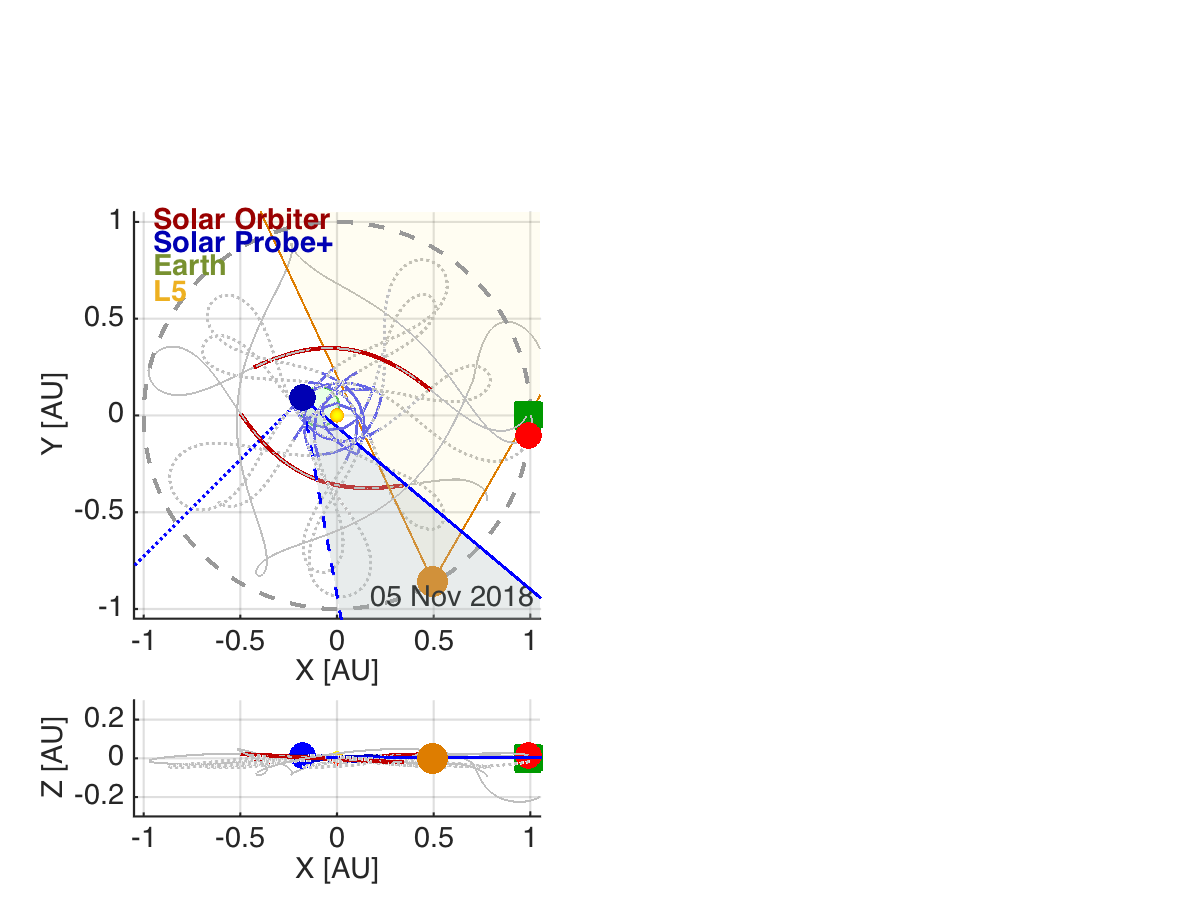 Solar Orbiter
Solar Probe+
Earth
L5
1
0.5
0
-0.5
-1
Y [AU]
05 Nov 2018
-1 -0.5 0 0.5 1
X [AU]
0.2
0
-0.2
Z [AU]
-1 -0.5 0 0.5 1
X [AU]